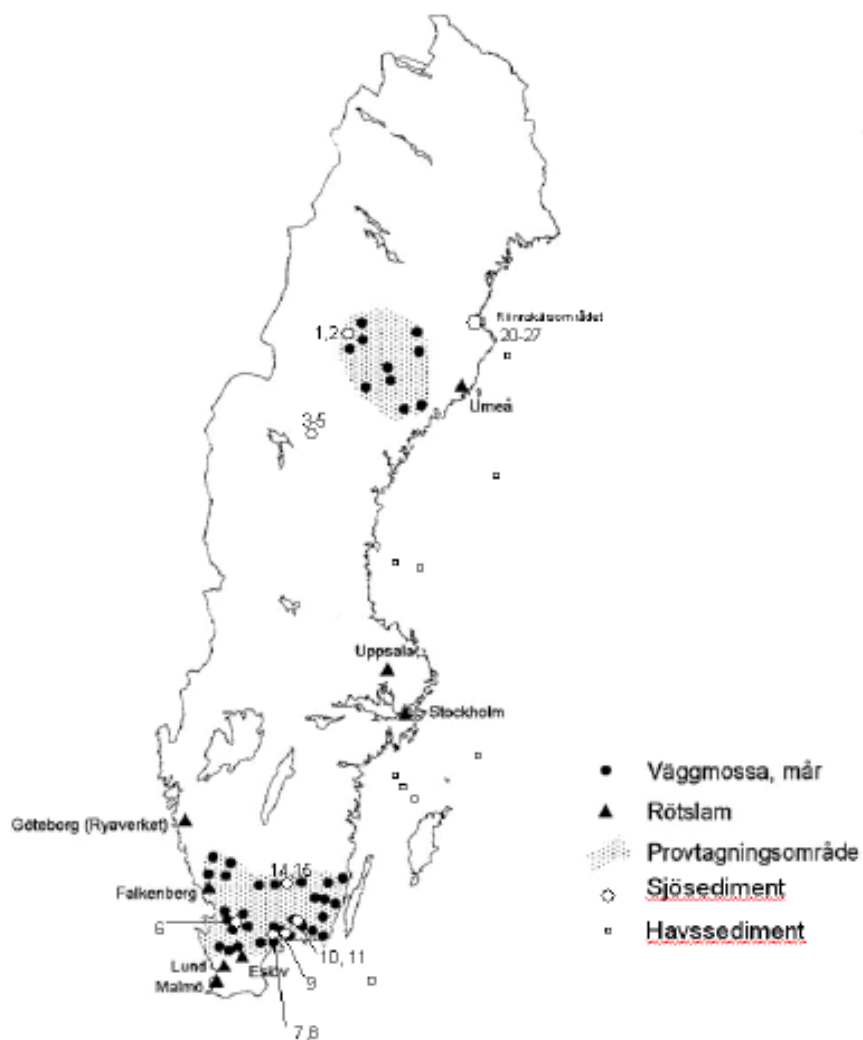 1,2
20-27
Umeå
3-5
Uppsala
Stockholm
Väggmossa, mår
Rötslam
Göteborg (Ryaverket)
Provtagningsområde
14-15
Falkenberg
Sjösediment
6
Havssediment
10, 11
Lund
9
Malmö
7,8